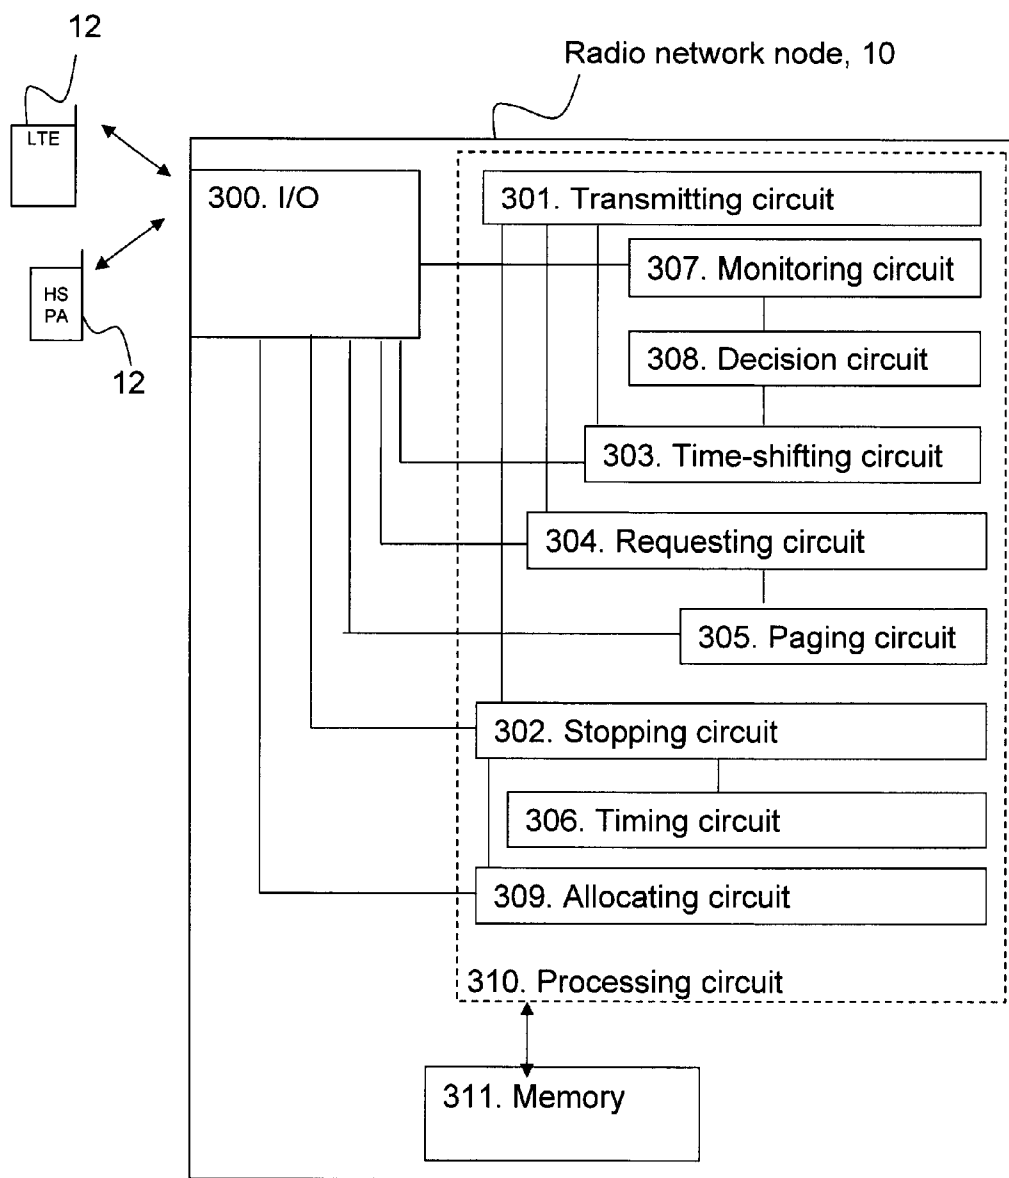 12
Radio network node, 10
LTE
300. I/O
301. Transmitting circuit
307. Monitoring circuit
HS
PA
308. Decision circuit
12
303. Time-shifting circuit
304. Requesting circuit
305. Paging circuit
302. Stopping circuit
306. Timing circuit
309. Allocating circuit
310. Processing circuit
311. Memory